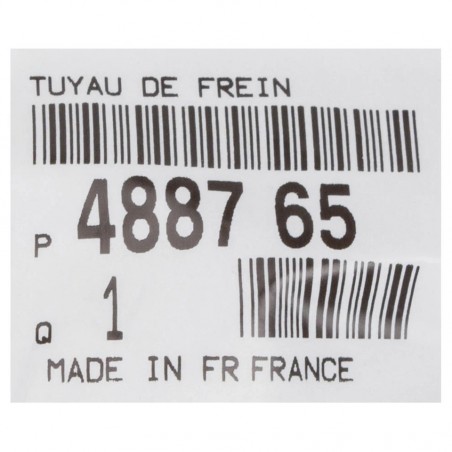 TUYAU DE FREIN
P 4887 65
Q 1
MADE IN FR FRANCE